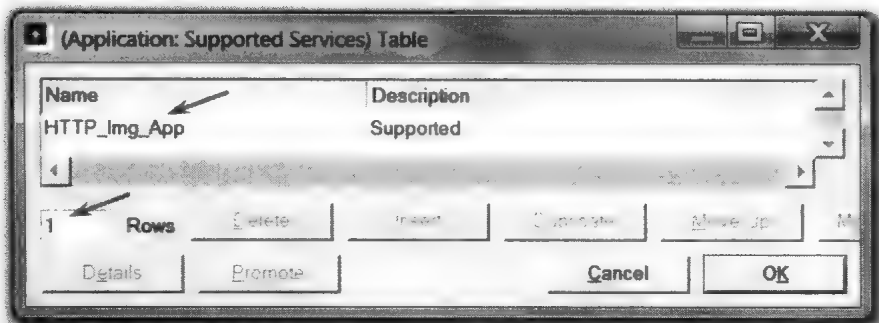 (Application: Supported Services) Table
Name Description
HTTP_Img_App Supported
1 Rows Delete Insert Duplicate Move Up M
Details Promote Cancel OK